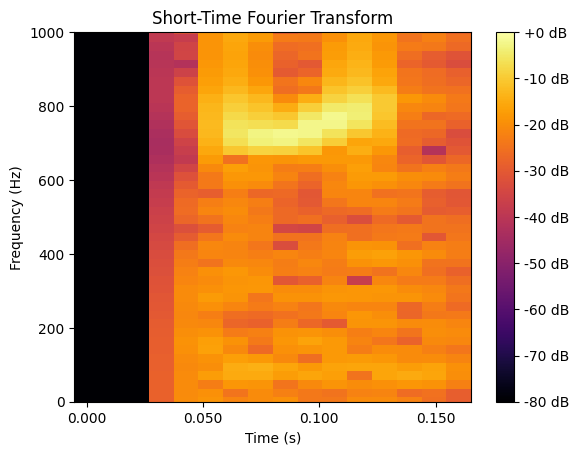 Short-Time Fourier Transform
1000
800
600
400
200
0
Frequency (Hz)
0.000
0.050
0.100
0.150
Time (s)
+0 dB
-10 dB
-20 dB
-30 dB
-40 dB
-50 dB
-60 dB
-70 dB
-80 dB